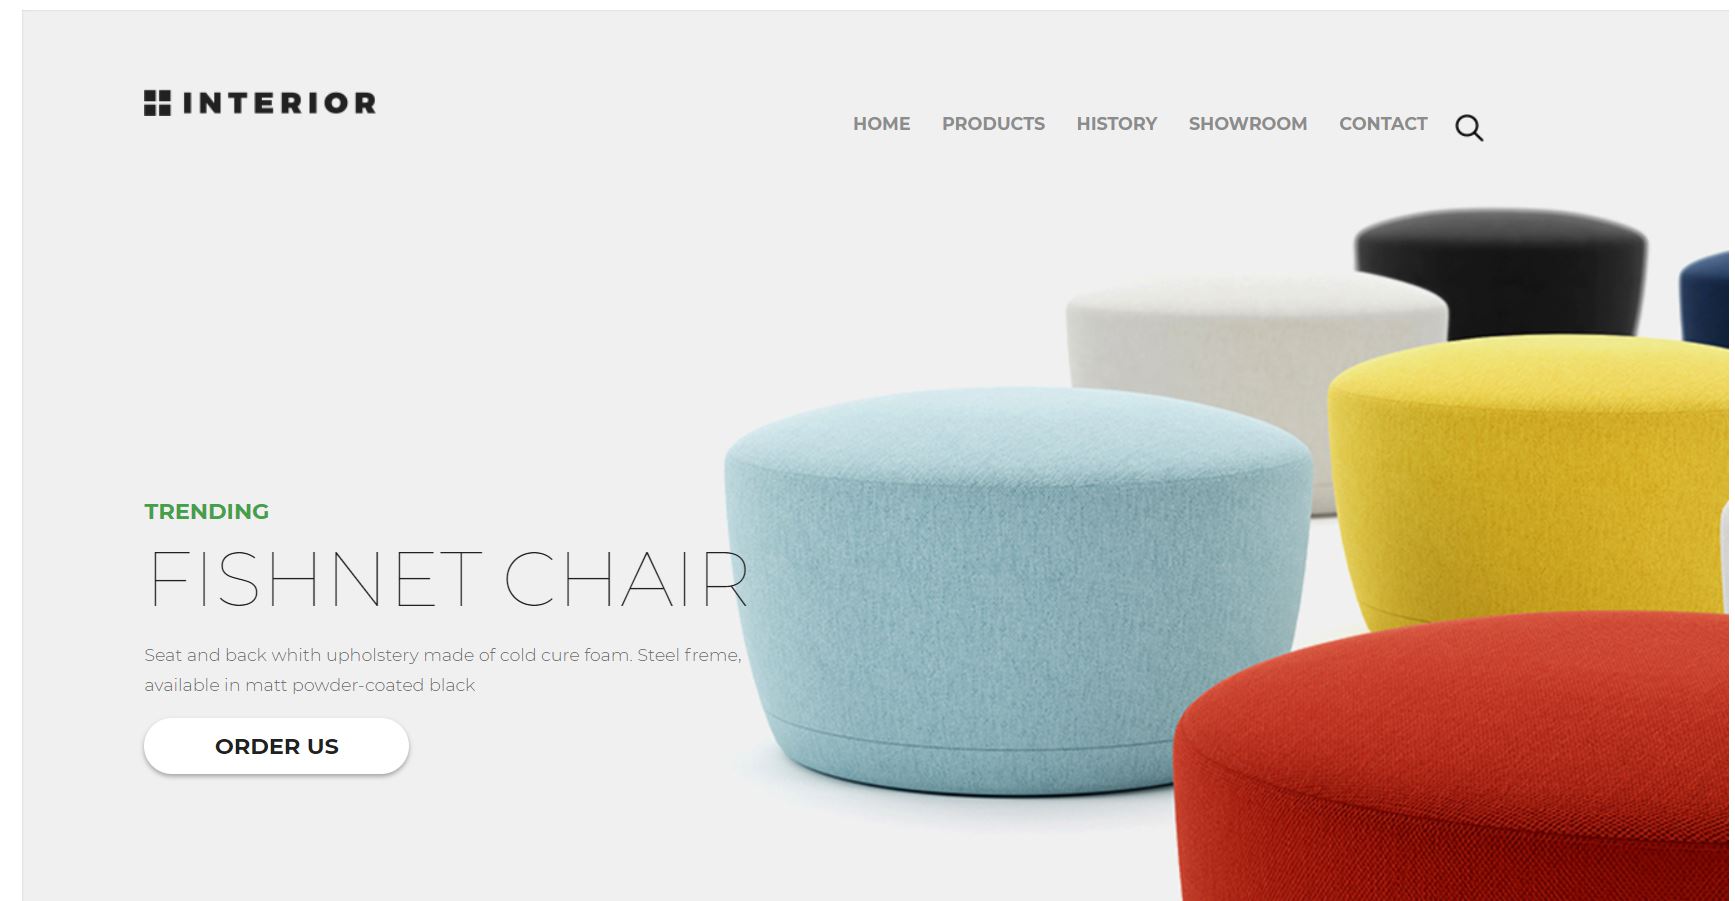 INTERIOR
HOME PRODUCTS HISTORY SHOWROOM CONTACT
TRENDING
FISHNET CHAIR
Seat and back whith upholstery made of cold cure foam. Steel freme,
available in matt powder-coated black
ORDER US